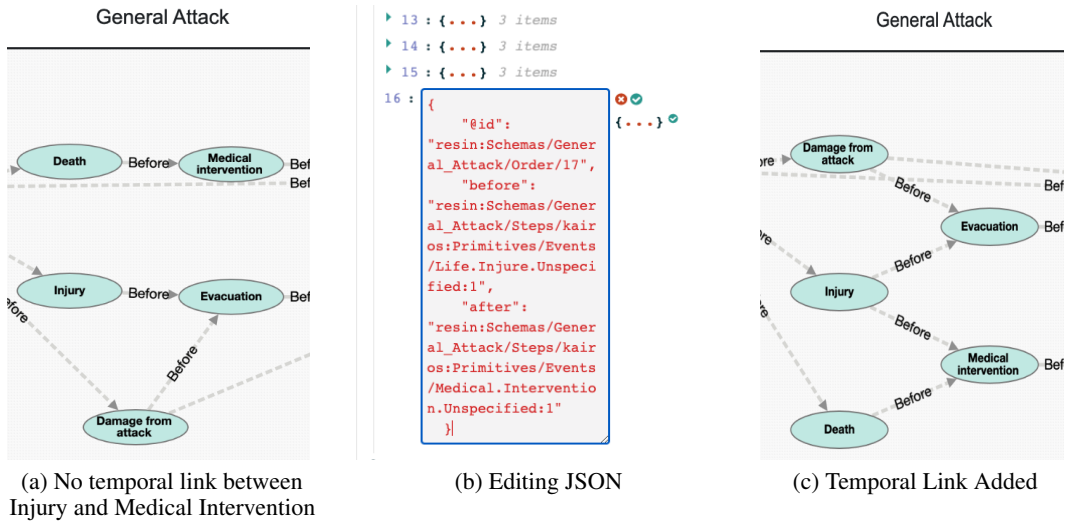 General Attack
Death
Before
Medical
intervention
Bef
Bef
Injury
Before
Evacuation
Bef
efore
Before
Damage from
attack
13 : {...} 3 items
14 : {...} 3 items
15 : {...} 3 items
16 :
{
"@id":
"resin:Schemas/Gener
al_Attack/Order/17",
"before":
"resin:Schemas/Gener
al_Attack/Steps/kair
os:Primitives/Events
/Life.Injure.Unspeci
fied:1",
"after":
"resin:Schemas/Gener
al_Attack/Steps/kair
os:Primitives/Events
/Medical.Interventio
n.Unspecified:1"
}
{...}
General Attack
Damage from
attack
ore
Bef
Before
Evacuation
Bef
ore
Before
Injury
Before
ore
Medical
intervention
Bef
Before
Death
(a) No temporal link between
Injury and Medical Intervention
(b) Editing JSON
(c) Temporal Link Added